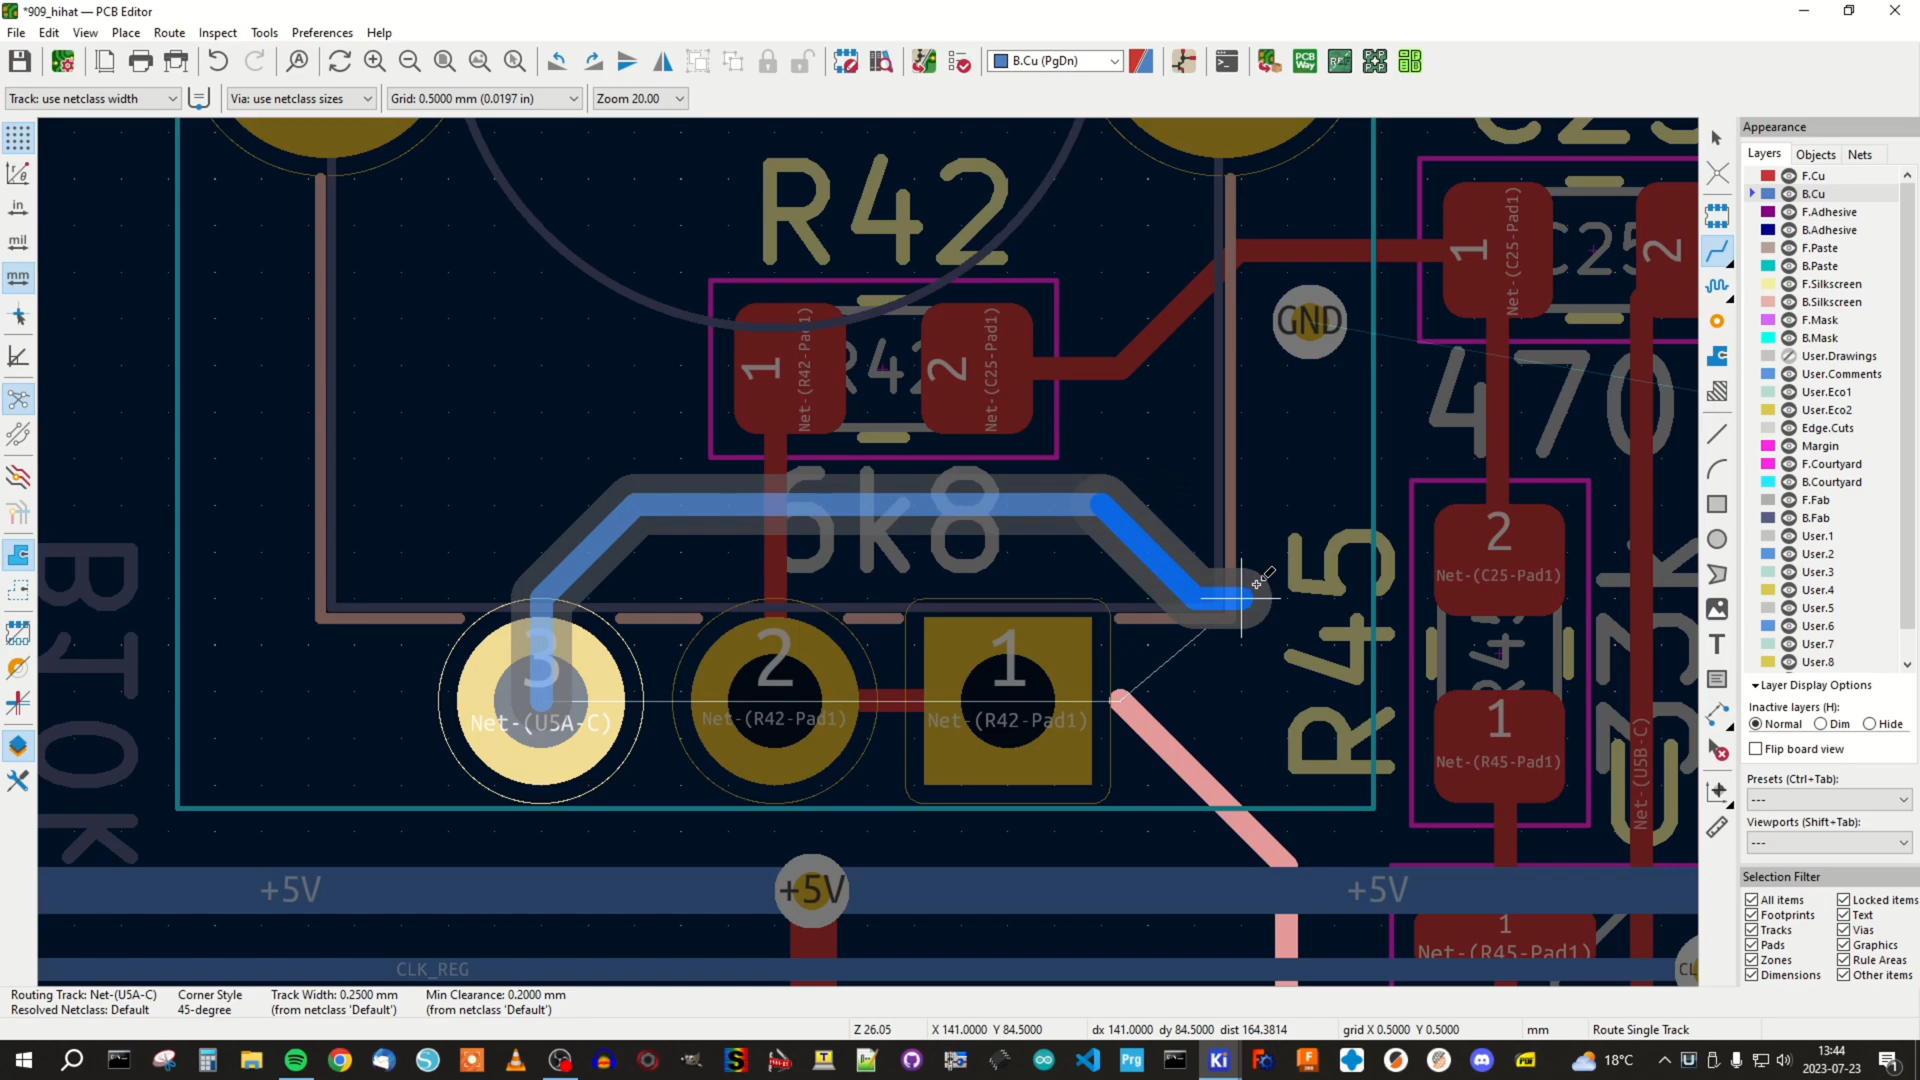 *909_hihat — PCB Editor
File Edit View Place Route Inspect Tools Preferences Help
B.Cu (PgDn)
Track: use netclass width
Via: use netclass sizes
Grid: 0.5000 mm (0.0197 in)
Zoom 20.00
in
mil
mm
R42
1
Net-(R42-Pad1)
R42
2
Net-(C25-Pad1)
6k8
GND
1
Net-(C25-Pad1)
C25
2
470
R45
2
Net-(C25-Pad1)
1
Net-(R45-Pad1)
Net-(U5B-C)
3
Net-(U5A-C)
2
Net-(R42-Pad1)
1
Net-(R42-Pad1)
+5V
+5V
+5V
1
Net-(R45-Pad1)
CLK_REG
Appearance
Layers Objects Nets
F.Cu
B.Cu
F.Adhesive
B.Adhesive
F.Paste
B.Paste
F.Silkscreen
B.Silkscreen
F.Mask
B.Mask
User.Drawings
User.Comments
User.Eco1
User.Eco2
Edge.Cuts
Margin
F.Courtyard
B.Courtyard
F.Fab
B.Fab
User.1
User.2
User.3
User.4
User.5
User.6
User.7
User.8
Layer Display Options
Inactive layers (H):
Normal Dim Hide
Flip board view
Presets (Ctrl+Tab):
---
Viewports (Shift+Tab):
---
Selection Filter
All items Locked items
Footprints Text
Tracks Vias
Pads Graphics
Zones Rule Areas
Dimensions Other items
Routing Track: Net-(U5A-C) Corner Style Track Width: 0.2500 mm Min Clearance: 0.2000 mm
Resolved Netclass: Default 45-degree (from netclass 'Default') (from netclass 'Default')
Z 26.05 X 141.0000 Y 84.5000 dx 141.0000 dy 84.5000 dist 164.3814 grid X 0.5000 Y 0.5000 mm Route Single Track
Prg
Ki
18°C
13:44
2023-07-23